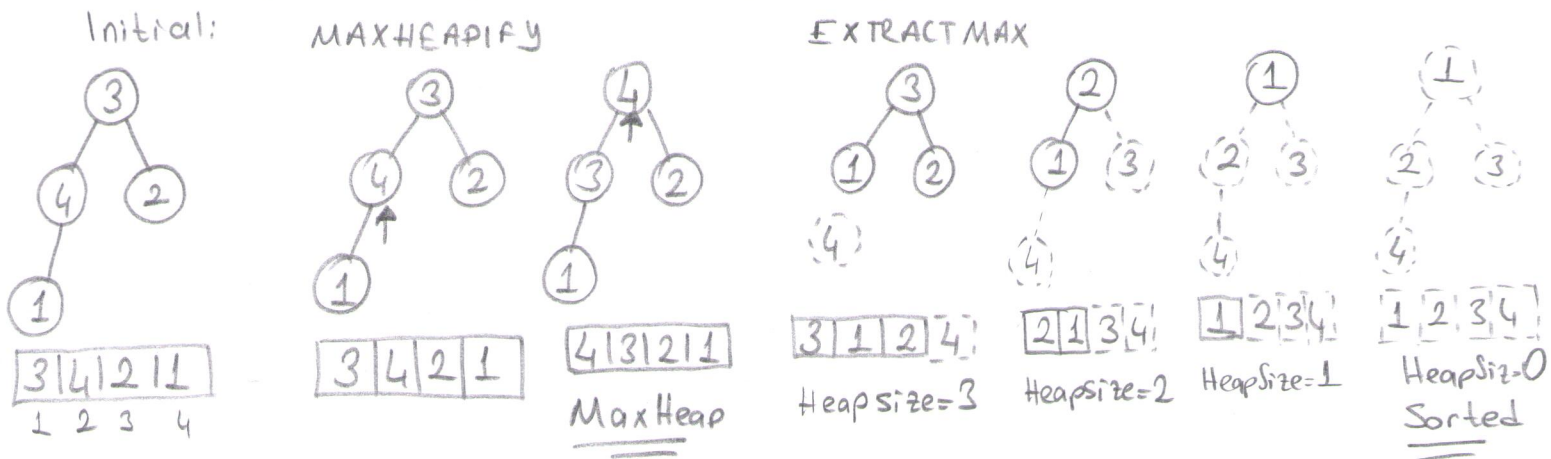 Initial:
MAXHEAPIFY
EXTRACTMAX
3
4 2
1
3 4 2 1
1 2 3 4
3
4 2
1
3 4 2 1
4
3 2
1
4 3 2 1
MaxHeap
3
1 2
4
3 1 2 4
Heapsize=3
2
1 3
4
2 1 3 4
Heapsize=2
1
2 3
4
1 2 3 4
HeapSize=1
1
2 3
4
1 2 3 4
HeapSiz=0
Sorted